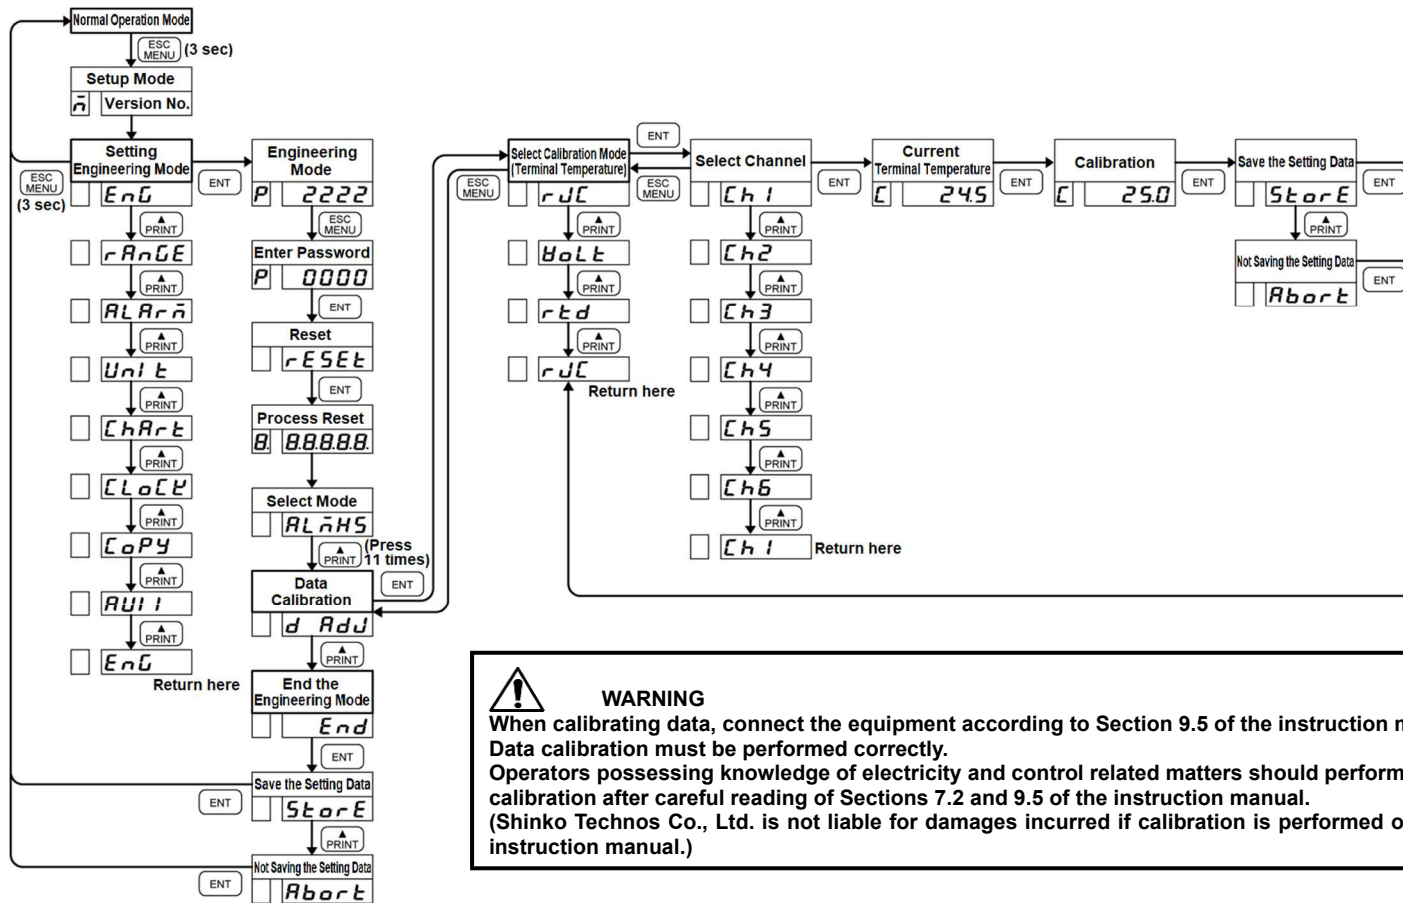 Normal Operation Mode
ESC
MENU
(3 sec)
Setup Mode
Version No.
Setting
Engineering Mode
ESC
MENU
(3 sec)
EnG
▲
PRINT
rAnGE
▲
PRINT
ALArm
▲
PRINT
UnIt
▲
PRINT
ChArt
▲
PRINT
CLoCK
▲
PRINT
CoPY
▲
PRINT
AUI1
▲
PRINT
EnG
Return here
ENT
Engineering
Mode
P 2222
ESC
MENU
Enter Password
P 0000
ENT
Reset
rESEt
ENT
Process Reset
8. 8.8.8.8.8.
Select Mode
ALmHS
▲
PRINT
(Press
11 times)
Data
Calibration
d AdJ
▲
PRINT
End the
Engineering Mode
End
ENT
Save the Setting Data
StorE
▲
PRINT
Not Saving the Setting Data
Abort
ENT
ENT
ENT
ESC
MENU
Select Calibration Mode
(Terminal Temperature)
rJC
▲
PRINT
VoLt
▲
PRINT
rtd
▲
PRINT
rJC
Return here
ENT
ESC
MENU
Select Channel
Ch1
▲
PRINT
Ch2
▲
PRINT
Ch3
▲
PRINT
Ch4
▲
PRINT
Ch5
▲
PRINT
Ch6
▲
PRINT
Ch1
Return here
ENT
Current
Terminal Temperature
C 24.5
ENT
Calibration
C 25.0
ENT
Save the Setting Data
StorE
ENT
▲
PRINT
Not Saving the Setting Data
Abort
ENT
WARNING
When calibrating data, connect the equipment according to Section 9.5 of the instruction
Data calibration must be performed correctly.
Operators possessing knowledge of electricity and control related matters should perform
calibration after careful reading of Sections 7.2 and 9.5 of the instruction manual.
(Shinko Technos Co., Ltd. is not liable for damages incurred if calibration is performed
instruction manual.)